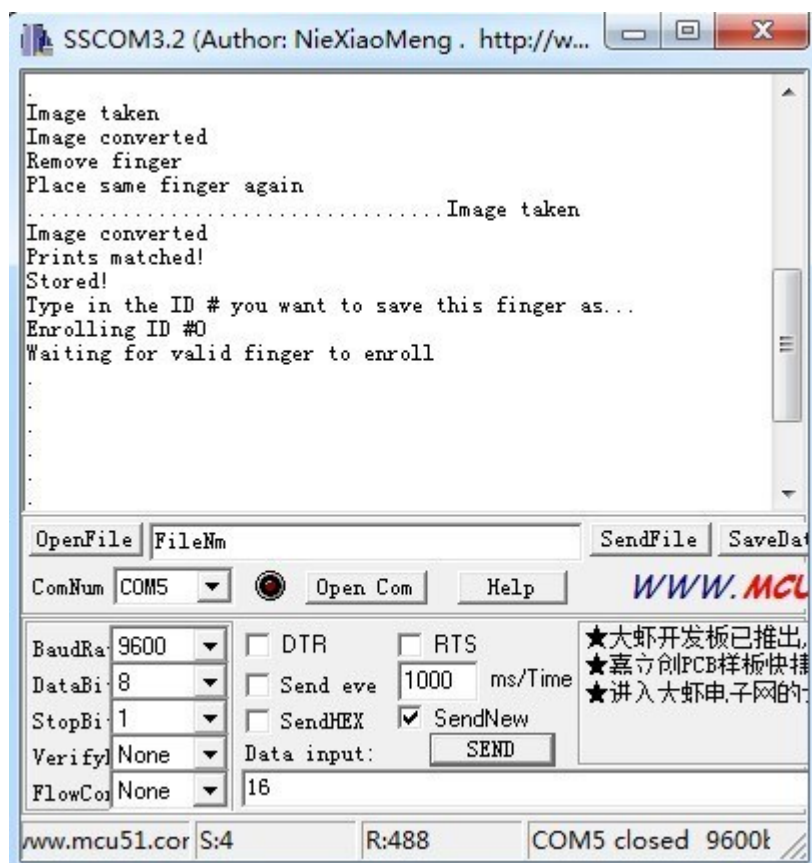 SSCOM3.2 (Author: NieXiaoMeng . http://w...
.
Image taken
Image converted
Remove finger
Place same finger again
...................................Image taken
Image converted
Prints matched!
Stored!
Type in the ID # you want to save this finger as...
Enrolling ID #0
Waiting for valid finger to enroll
.
.
.
.
.
.
OpenFile FileNm SendFile SaveDat
ComNum COM5 Open Com Help WWW. MCU
BaudRa 9600 DTR RTS ★大虾开发板已推出,
DataBi 8 Send eve 1000 ms/Time ★嘉立创PCB样板快捷
StopBi 1 SendHEX SendNew ★进入大虾电子网的
Verify None Data input: SEND
FlowCo None 16
www.mcu51.cor S:4 R:488 COM5 closed 9600b